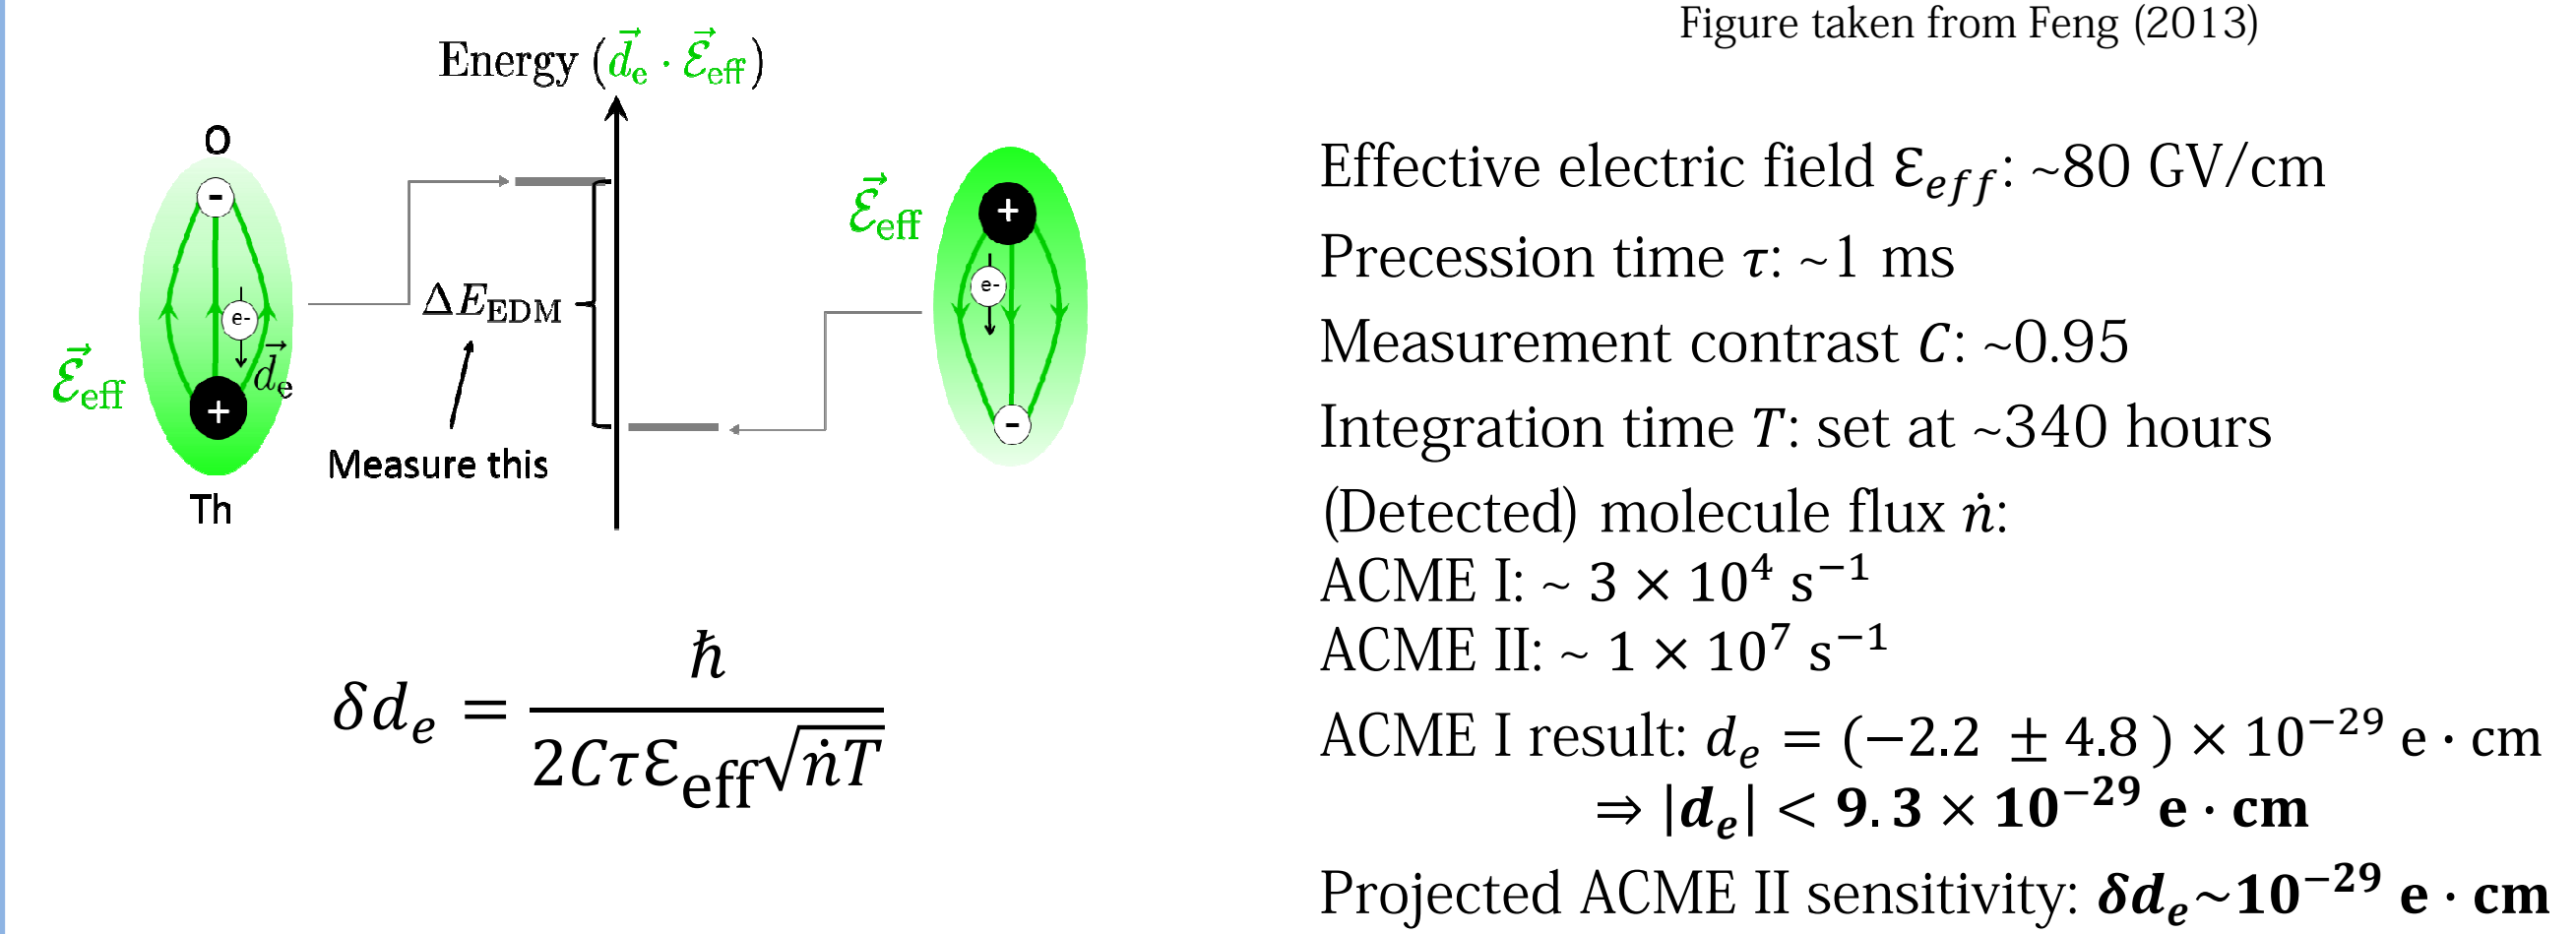 Figure taken from Feng (2013)
Energy (d⃗ₑ · ℰ⃗eff)
O
-
e-
d⃗ₑ
+
ℰ⃗eff
Th
ΔE_EDM
Measure this
ℰ⃗eff
+
e-
-
δdₑ = ħ / (2Cτℰeff√(ṅT))
Effective electric field ℰ_eff: ~80 GV/cm
Precession time τ: ~1 ms
Measurement contrast C: ~0.95
Integration time T: set at ~340 hours
(Detected) molecule flux ṅ:
ACME I: ~ 3 × 10⁴ s⁻¹
ACME II: ~ 1 × 10⁷ s⁻¹
ACME I result: dₑ = (−2.2 ± 4.8 ) × 10⁻²⁹ e · cm
⇒ |dₑ| < 9.3 × 10⁻²⁹ e · cm
Projected ACME II sensitivity: δdₑ~10⁻²⁹ e · cm